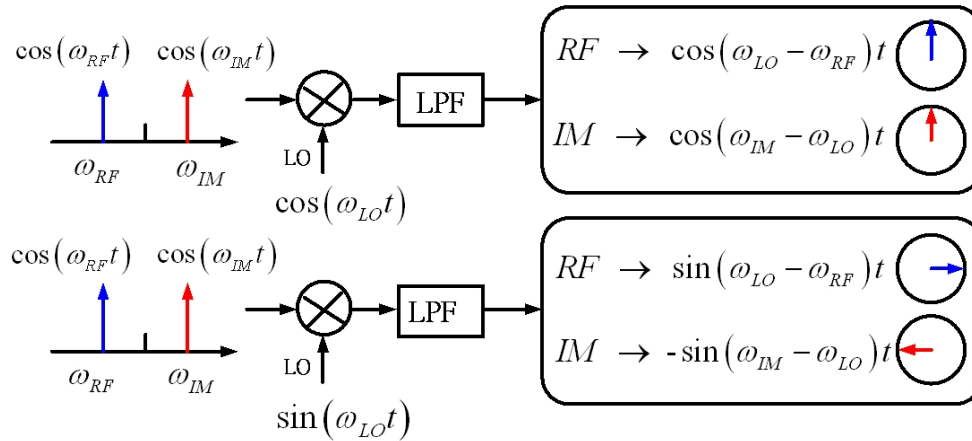 cos(ω_RF t) cos(ω_IM t)
ω_RF ω_IM
LO
cos(ω_LO t)
LPF
RF → cos(ω_LO − ω_RF) t
IM → cos(ω_IM − ω_LO) t
cos(ω_RF t) cos(ω_IM t)
ω_RF ω_IM
LO
sin(ω_LO t)
LPF
RF → sin(ω_LO − ω_RF) t
IM → -sin(ω_IM − ω_LO) t